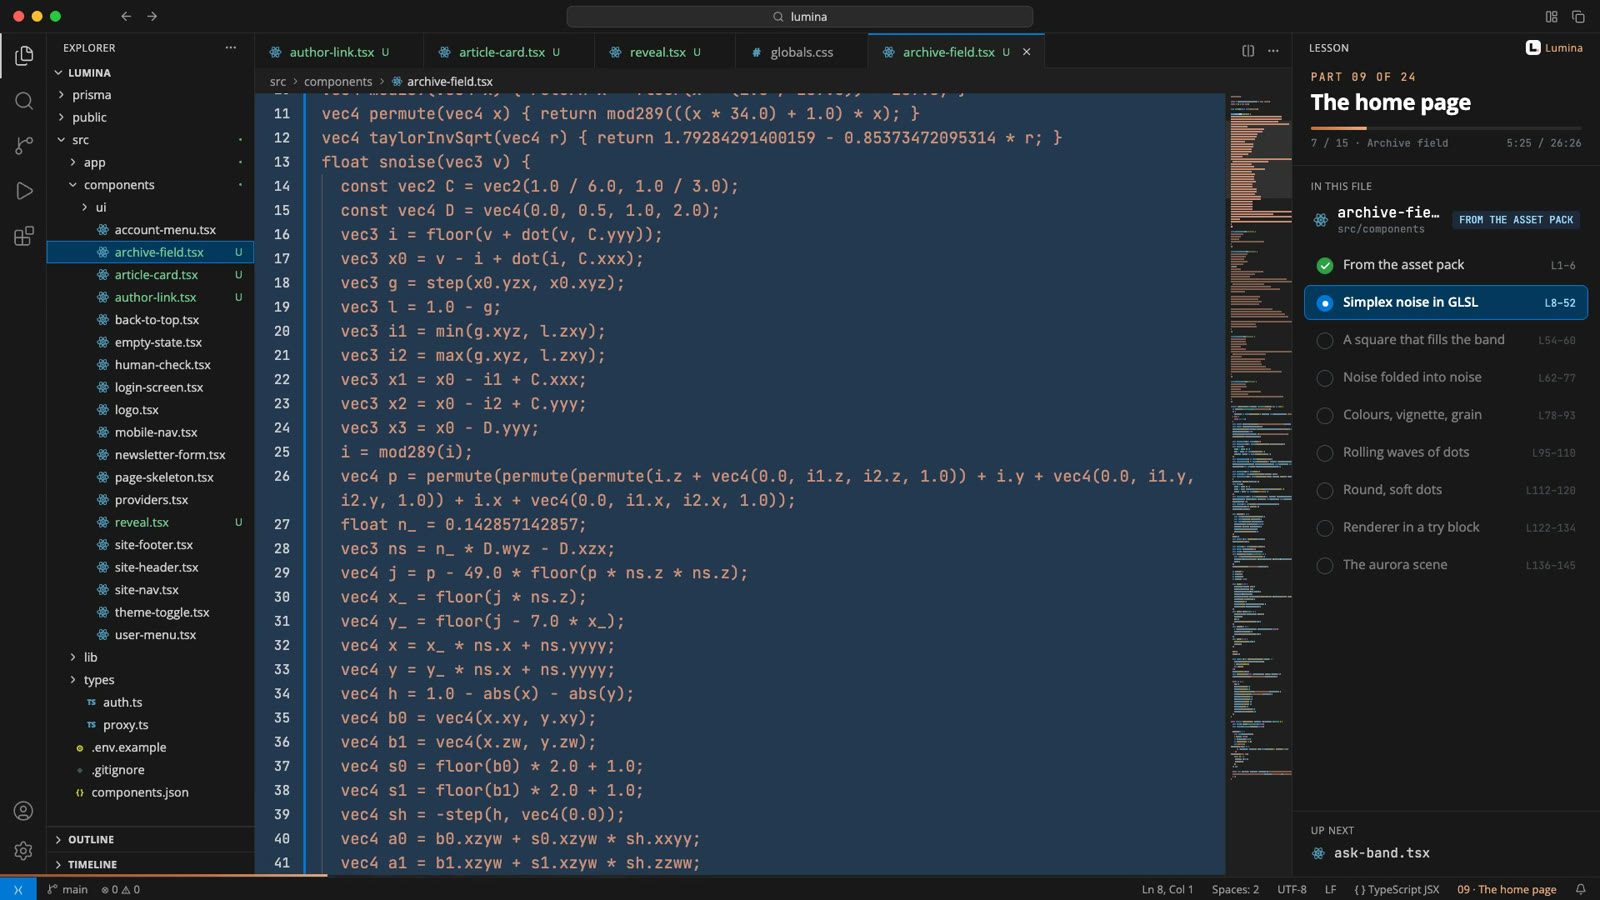 lumina
EXPLORER
LUMINA
prisma
public
src
app
components
ui
account-menu.tsx
archive-field.tsx U
article-card.tsx U
author-link.tsx U
back-to-top.tsx
empty-state.tsx
human-check.tsx
login-screen.tsx
logo.tsx
mobile-nav.tsx
newsletter-form.tsx
page-skeleton.tsx
providers.tsx
reveal.tsx U
site-footer.tsx
site-header.tsx
site-nav.tsx
theme-toggle.tsx
user-menu.tsx
lib
types
TS auth.ts
TS proxy.ts
.env.example
.gitignore
{} components.json
OUTLINE
TIMELINE
author-link.tsx U
article-card.tsx U
reveal.tsx U
# globals.css
archive-field.tsx U
src > components > archive-field.tsx
11 vec4 permute(vec4 x) { return mod289(((x * 34.0) + 1.0) * x); }
12 vec4 taylorInvSqrt(vec4 r) { return 1.79284291400159 - 0.85373472095314 * r; }
13 float snoise(vec3 v) {
14 const vec2 C = vec2(1.0 / 6.0, 1.0 / 3.0);
15 const vec4 D = vec4(0.0, 0.5, 1.0, 2.0);
16 vec3 i = floor(v + dot(v, C.yyy));
17 vec3 x0 = v - i + dot(i, C.xxx);
18 vec3 g = step(x0.yzx, x0.xyz);
19 vec3 l = 1.0 - g;
20 vec3 i1 = min(g.xyz, l.zxy);
21 vec3 i2 = max(g.xyz, l.zxy);
22 vec3 x1 = x0 - i1 + C.xxx;
23 vec3 x2 = x0 - i2 + C.yyy;
24 vec3 x3 = x0 - D.yyy;
25 i = mod289(i);
26 vec4 p = permute(permute(permute(i.z + vec4(0.0, i1.z, i2.z, 1.0)) + i.y + vec4(0.0, i1.y,
i2.y, 1.0)) + i.x + vec4(0.0, i1.x, i2.x, 1.0));
27 float n_ = 0.142857142857;
28 vec3 ns = n_ * D.wyz - D.xzx;
29 vec4 j = p - 49.0 * floor(p * ns.z * ns.z);
30 vec4 x_ = floor(j * ns.z);
31 vec4 y_ = floor(j - 7.0 * x_);
32 vec4 x = x_ * ns.x + ns.yyyy;
33 vec4 y = y_ * ns.x + ns.yyyy;
34 vec4 h = 1.0 - abs(x) - abs(y);
35 vec4 b0 = vec4(x.xy, y.xy);
36 vec4 b1 = vec4(x.zw, y.zw);
37 vec4 s0 = floor(b0) * 2.0 + 1.0;
38 vec4 s1 = floor(b1) * 2.0 + 1.0;
39 vec4 sh = -step(h, vec4(0.0));
40 vec4 a0 = b0.xzyw + s0.xzyw * sh.xxyy;
41 vec4 a1 = b1.xzyw + s1.xzyw * sh.zzww;
LESSON
L Lumina
PART 09 OF 24
The home page
7 / 15 · Archive field 5:25 / 26:26
IN THIS FILE
archive-fie… FROM THE ASSET PACK
src/components
From the asset pack L1-6
Simplex noise in GLSL L8-52
A square that fills the band L54-60
Noise folded into noise L62-77
Colours, vignette, grain L78-93
Rolling waves of dots L95-110
Round, soft dots L112-120
Renderer in a try block L122-134
The aurora scene L136-145
UP NEXT
ask-band.tsx
main 0 0
Ln 8, Col 1 Spaces: 2 UTF-8 LF { } TypeScript JSX 09 · The home page